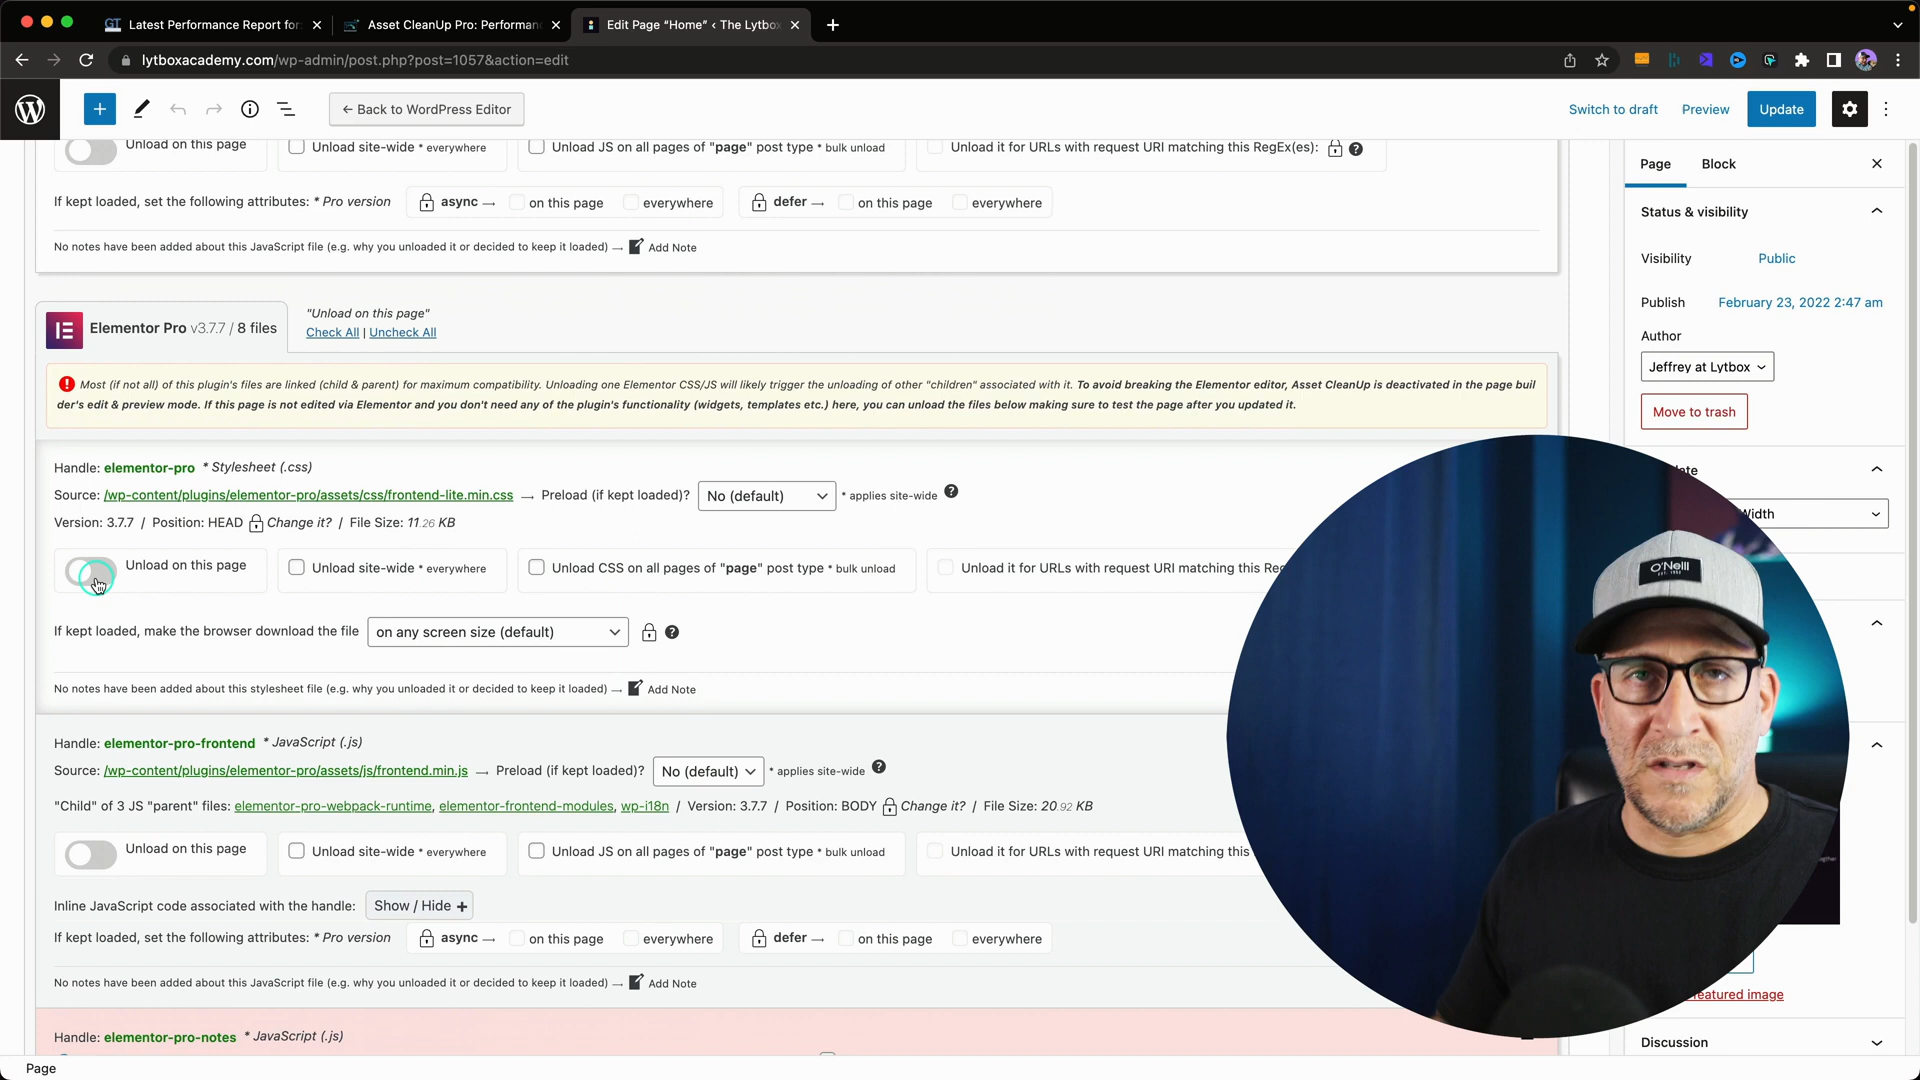 Latest Performance Report for:
Asset CleanUp Pro: Performanc
Edit Page “Home” ‹ The Lytbox
lytboxacademy.com/wp-admin/post.php?post=1057&action=edit
← Back to WordPress Editor
Switch to draft
Preview
Update
Unload on this page
Unload site-wide * everywhere
Unload JS on all pages of "page" post type * bulk unload
Unload it for URLs with request URI matching this RegEx(es):
If kept loaded, set the following attributes: * Pro version
async →
on this page
everywhere
defer →
on this page
everywhere
No notes have been added about this JavaScript file (e.g. why you unloaded it or decided to keep it loaded) →
Add Note
Elementor Pro v3.7.7 / 8 files
"Unload on this page"
Check All | Uncheck All
Most (if not all) of this plugin's files are linked (child & parent) for maximum compatibility. Unloading one Elementor CSS/JS will likely trigger the unloading of other "children" associated with it. To avoid breaking the Elementor editor, Asset CleanUp is deactivated in the page buil
der's edit & preview mode. If this page is not edited via Elementor and you don't need any of the plugin's functionality (widgets, templates etc.) here, you can unload the files below making sure to test the page after you updated it.
Handle: elementor-pro * Stylesheet (.css)
Source: /wp-content/plugins/elementor-pro/assets/css/frontend-lite.min.css → Preload (if kept loaded)? No (default) * applies site-wide
Version: 3.7.7 / Position: HEAD Change it? / File Size: 11.26 KB
Unload on this page
Unload site-wide * everywhere
Unload CSS on all pages of "page" post type * bulk unload
Unload it for URLs with request URI matching this Reg
If kept loaded, make the browser download the file
on any screen size (default)
No notes have been added about this stylesheet file (e.g. why you unloaded it or decided to keep it loaded) →
Add Note
Handle: elementor-pro-frontend * JavaScript (.js)
Source: /wp-content/plugins/elementor-pro/assets/js/frontend.min.js → Preload (if kept loaded)? No (default) * applies site-wide
"Child" of 3 JS "parent" files: elementor-pro-webpack-runtime, elementor-frontend-modules, wp-i18n / Version: 3.7.7 / Position: BODY Change it? / File Size: 20.92 KB
Unload on this page
Unload site-wide * everywhere
Unload JS on all pages of "page" post type * bulk unload
Unload it for URLs with request URI matching this
Inline JavaScript code associated with the handle:
Show / Hide +
If kept loaded, set the following attributes: * Pro version
async →
on this page
everywhere
defer →
on this page
everywhere
No notes have been added about this JavaScript file (e.g. why you unloaded it or decided to keep it loaded) →
Add Note
Handle: elementor-pro-notes * JavaScript (.js)
Page
Page
Block
Status & visibility
Visibility
Public
Publish
February 23, 2022 2:47 am
Author
Jeffrey at Lytbox
Move to trash
Width
O'Neill
featured image
Discussion